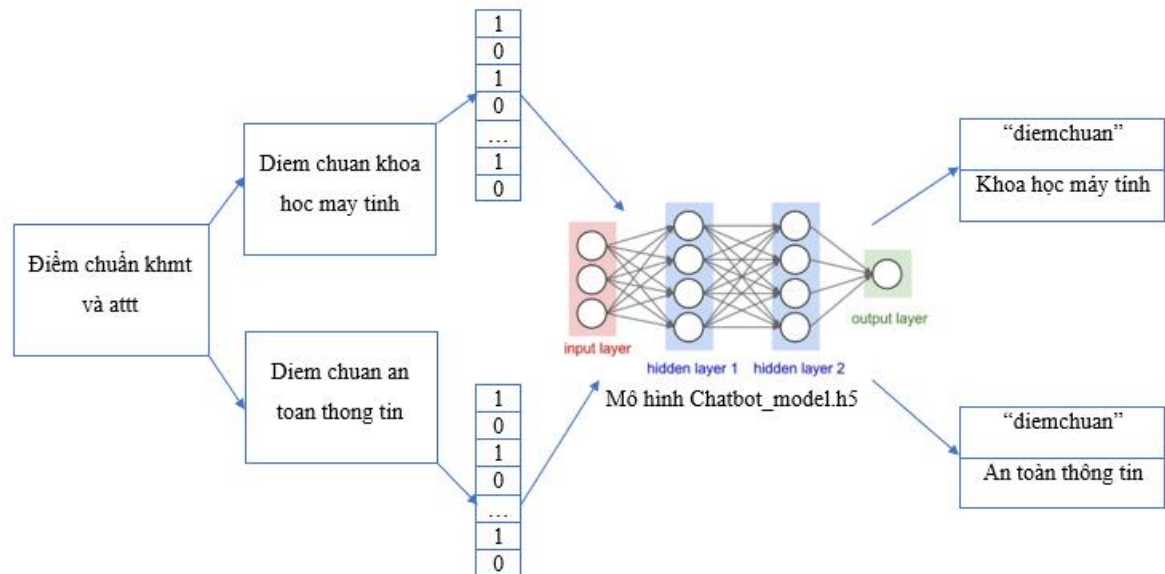 Điểm chuẩn khmt
và attt
Diem chuan khoa
hoc may tinh
Diem chuan an
toan thong tin
1
0
1
0
...
1
0
1
0
1
0
...
1
0
input layer
hidden layer 1
hidden layer 2
output layer
Mô hình Chatbot_model.h5
“diemchuan”
Khoa học máy tính
“diemchuan”
An toàn thông tin